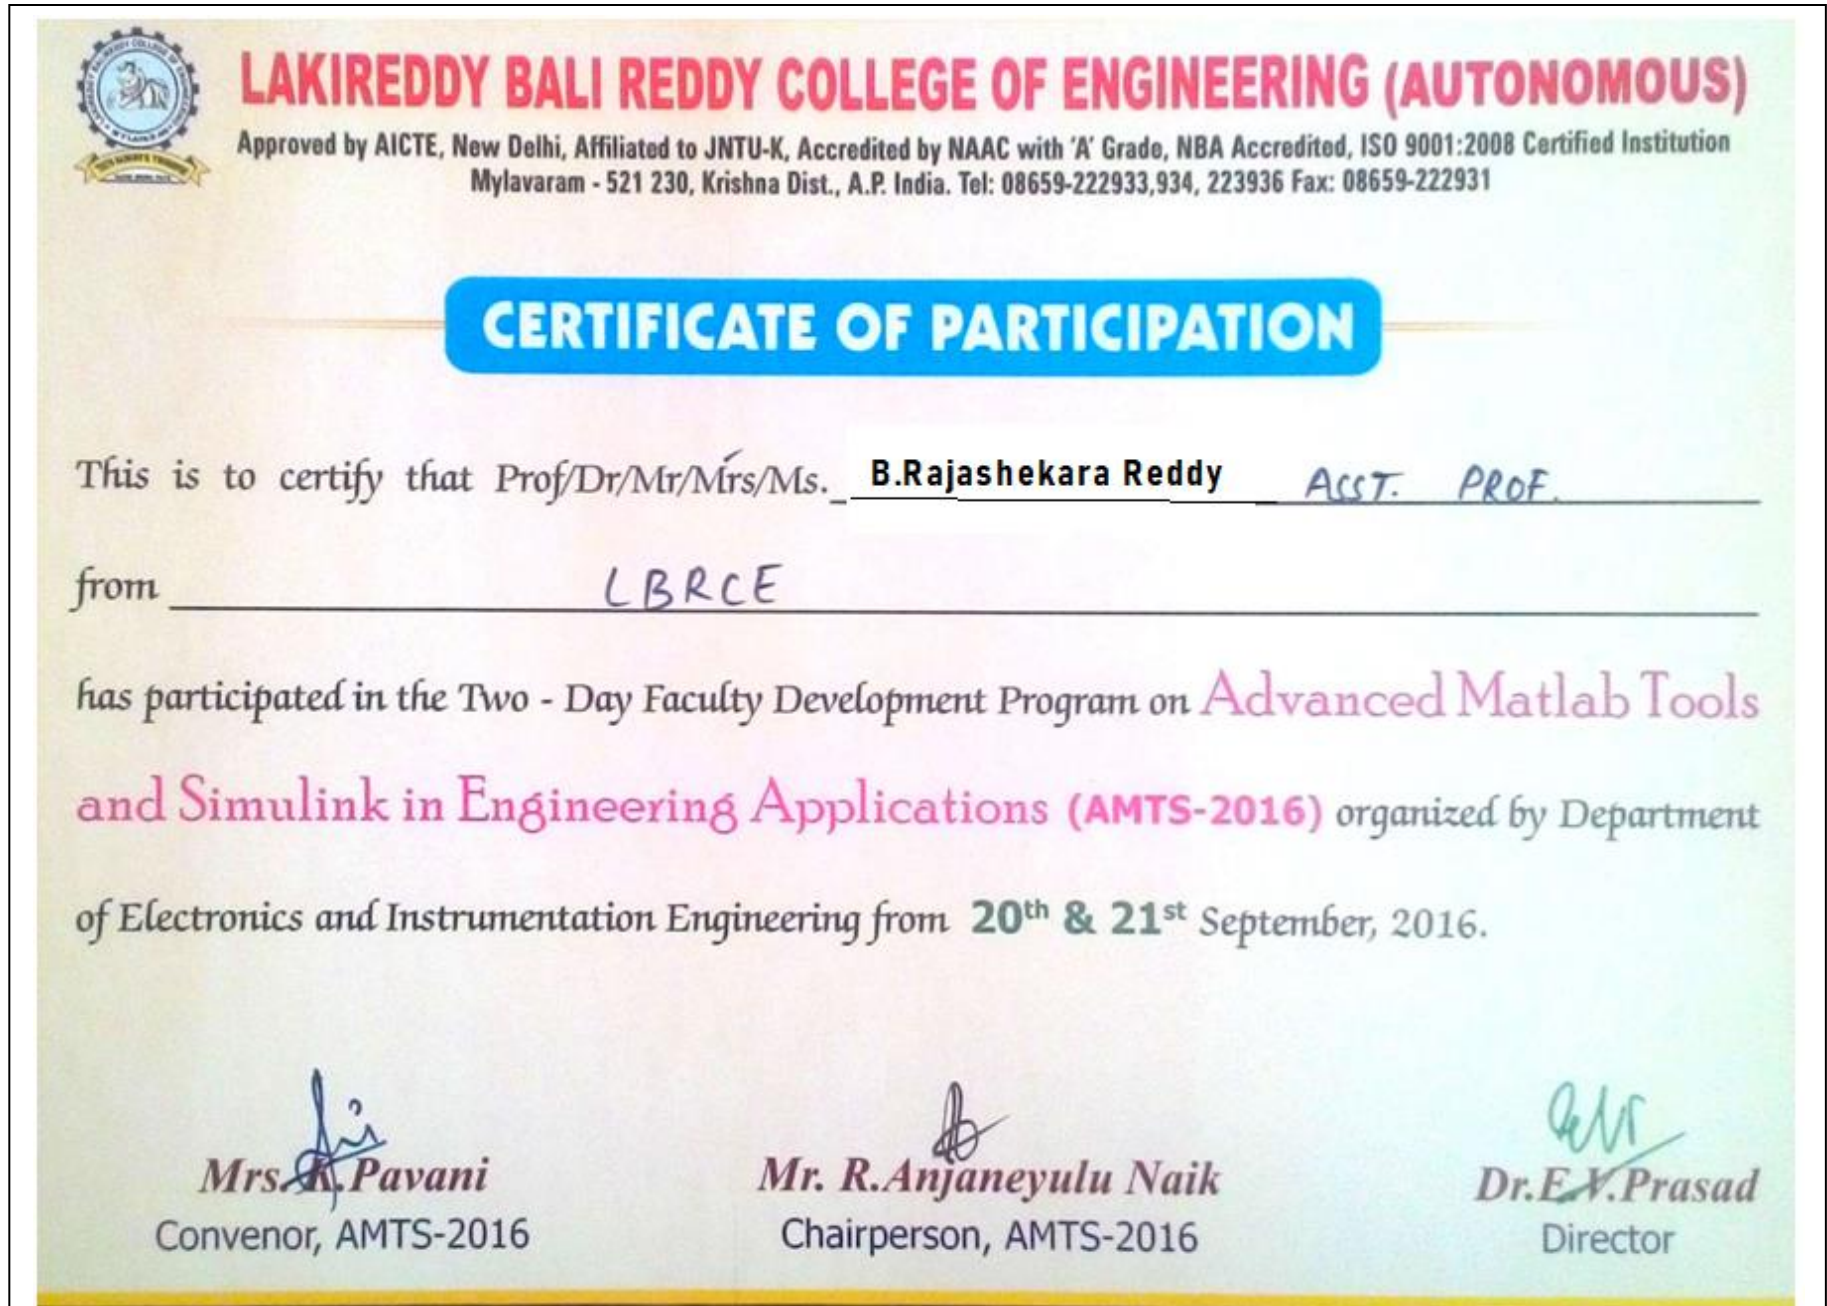 LAKIREDDY BALI REDDY COLLEGE OF ENGINEERING (AUTONOMOUS)
Approved by AICTE, New Delhi, Affiliated to JNTU-K, Accredited by NAAC with 'A' Grade, NBA Accredited, ISO 9001:2008 Certified Institution
Mylavaram - 521 230, Krishna Dist., A.P. India. Tel: 08659-222933,934, 223936 Fax: 08659-222931
CERTIFICATE OF PARTICIPATION
This is to certify that Prof/Dr/Mr/Mrs/Ms. B.Rajashekara Reddy ASST. PROF.
from LBRCE
has participated in the Two - Day Faculty Development Program on Advanced Matlab Tools
and Simulink in Engineering Applications (AMTS-2016) organized by Department
of Electronics and Instrumentation Engineering from 20th & 21st September, 2016.
Mrs. K.Pavani Mr. R.Anjaneyulu Naik Dr.E.V.Prasad
Convenor, AMTS-2016 Chairperson, AMTS-2016 Director